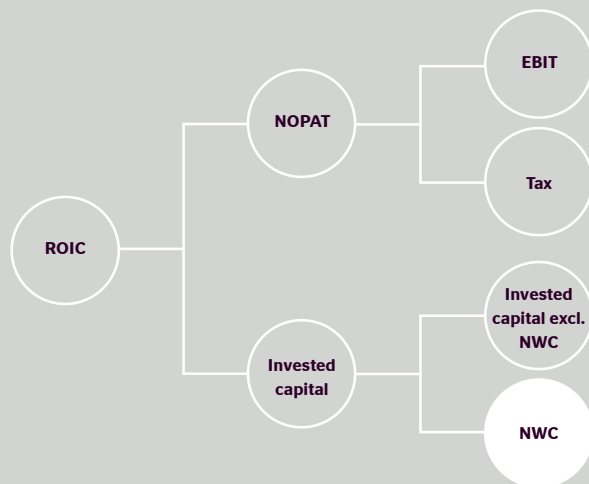 EBIT
NOPAT
Tax
ROIC
Invested
capital excl.
NWC
Invested
capital
NWC